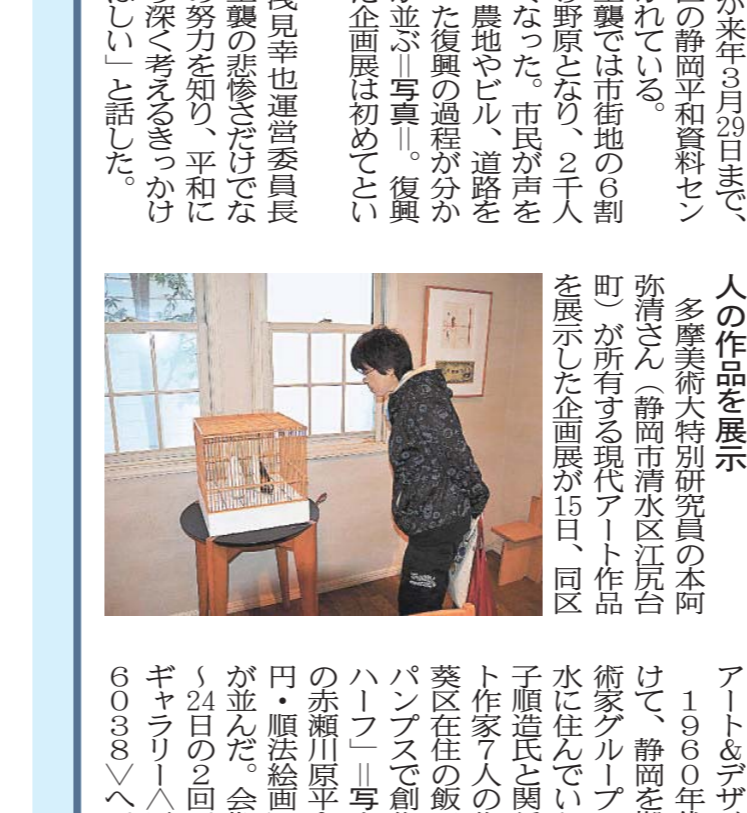 が来年3月29日まで、
区の静岡平和資料セン
かれている。
空襲では市街地の6割
け野原となり、2千人
くなった。市民が声を
農地やビル、道路を
た復興の過程が分か
が並ぶ＝写真＝。復興
た企画展は初めてとい
浅見幸也運営委員長
空襲の悲惨さだけでな
の努力を知り、平和に
深く考えるきっかけ
ほしい」と話した。
人の作品を展示
多摩美術大特別研究員の本阿
弥清さん（静岡市清水区江尻台
町）が所有する現代アート作品
を展示した企画展が15日、同区
アート&デザ
1960年
けて、静岡を
術家グループ
水に住んでい
子順造氏と関
ト作家7人の
葵区在住の飯
パンプスで創
ハーフ」＝写
の赤瀬川原平
円・順法絵画
が並んだ。会
～24日の2回
ギャラリー＜
6038＞へ